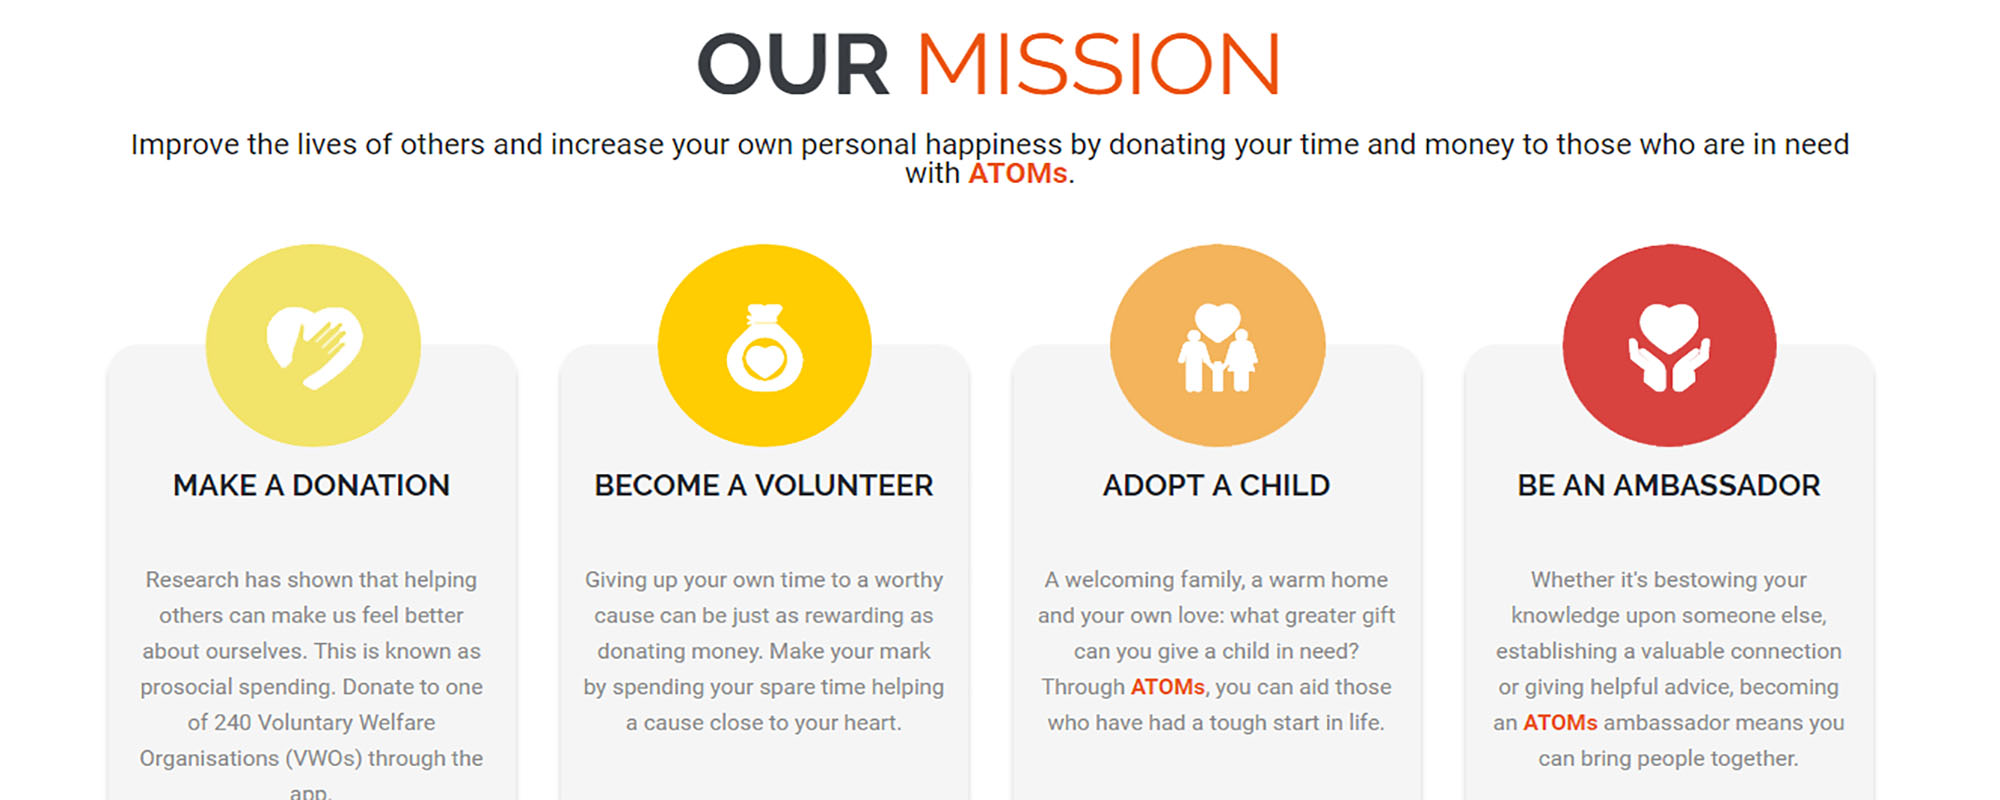 OUR MISSION
Improve the lives of others and increase your own personal happiness by donating your time and money to those who are in need
with ATOMs.
MAKE A DONATION
Research has shown that helping
others can make us feel better
about ourselves. This is known as
prosocial spending. Donate to one
of 240 Voluntary Welfare
Organisations (VWOs) through the
app.
BECOME A VOLUNTEER
Giving up your own time to a worthy
cause can be just as rewarding as
donating money. Make your mark
by spending your spare time helping
a cause close to your heart.
ADOPT A CHILD
A welcoming family, a warm home
and your own love: what greater gift
can you give a child in need?
Through ATOMs, you can aid those
who have had a tough start in life.
BE AN AMBASSADOR
Whether it's bestowing your
knowledge upon someone else,
establishing a valuable connection
or giving helpful advice, becoming
an ATOMs ambassador means you
can bring people together.